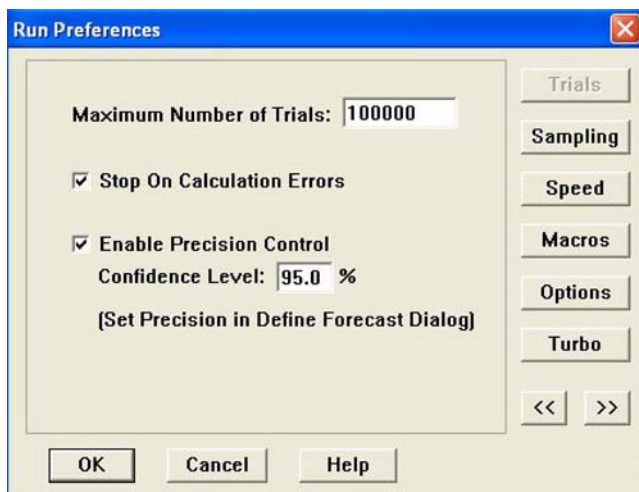 Run Preferences
Trials
Maximum Number of Trials: 100000
Sampling
Stop On Calculation Errors
Speed
Enable Precision Control
Macros
Confidence Level: 95.0 %
Options
(Set Precision in Define Forecast Dialog)
Turbo
<< >>
OK Cancel Help